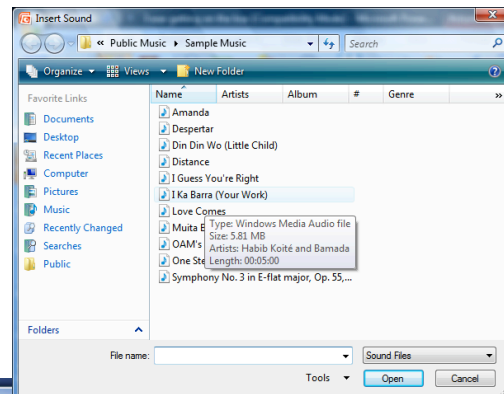 Insert Sound
« Public Music ▸ Sample Music
Search
Organize Views New Folder
Favorite Links
Documents
Desktop
Recent Places
Computer
Pictures
Music
Recently Changed
Searches
Public
Folders
Name Artists Album # Genre »
Amanda
Despertar
Din Din Wo (Little Child)
Distance
I Guess You're Right
I Ka Barra (Your Work)
Love Comes
Muita
OAM's
One Ste
Symphony No. 3 in E-flat major, Op. 55,...
Type: Windows Media Audio file
Size: 5.81 MB
Artists: Habib Koité and Bamada
Length: 00:05:00
File name:
Sound Files
Tools
Open
Cancel